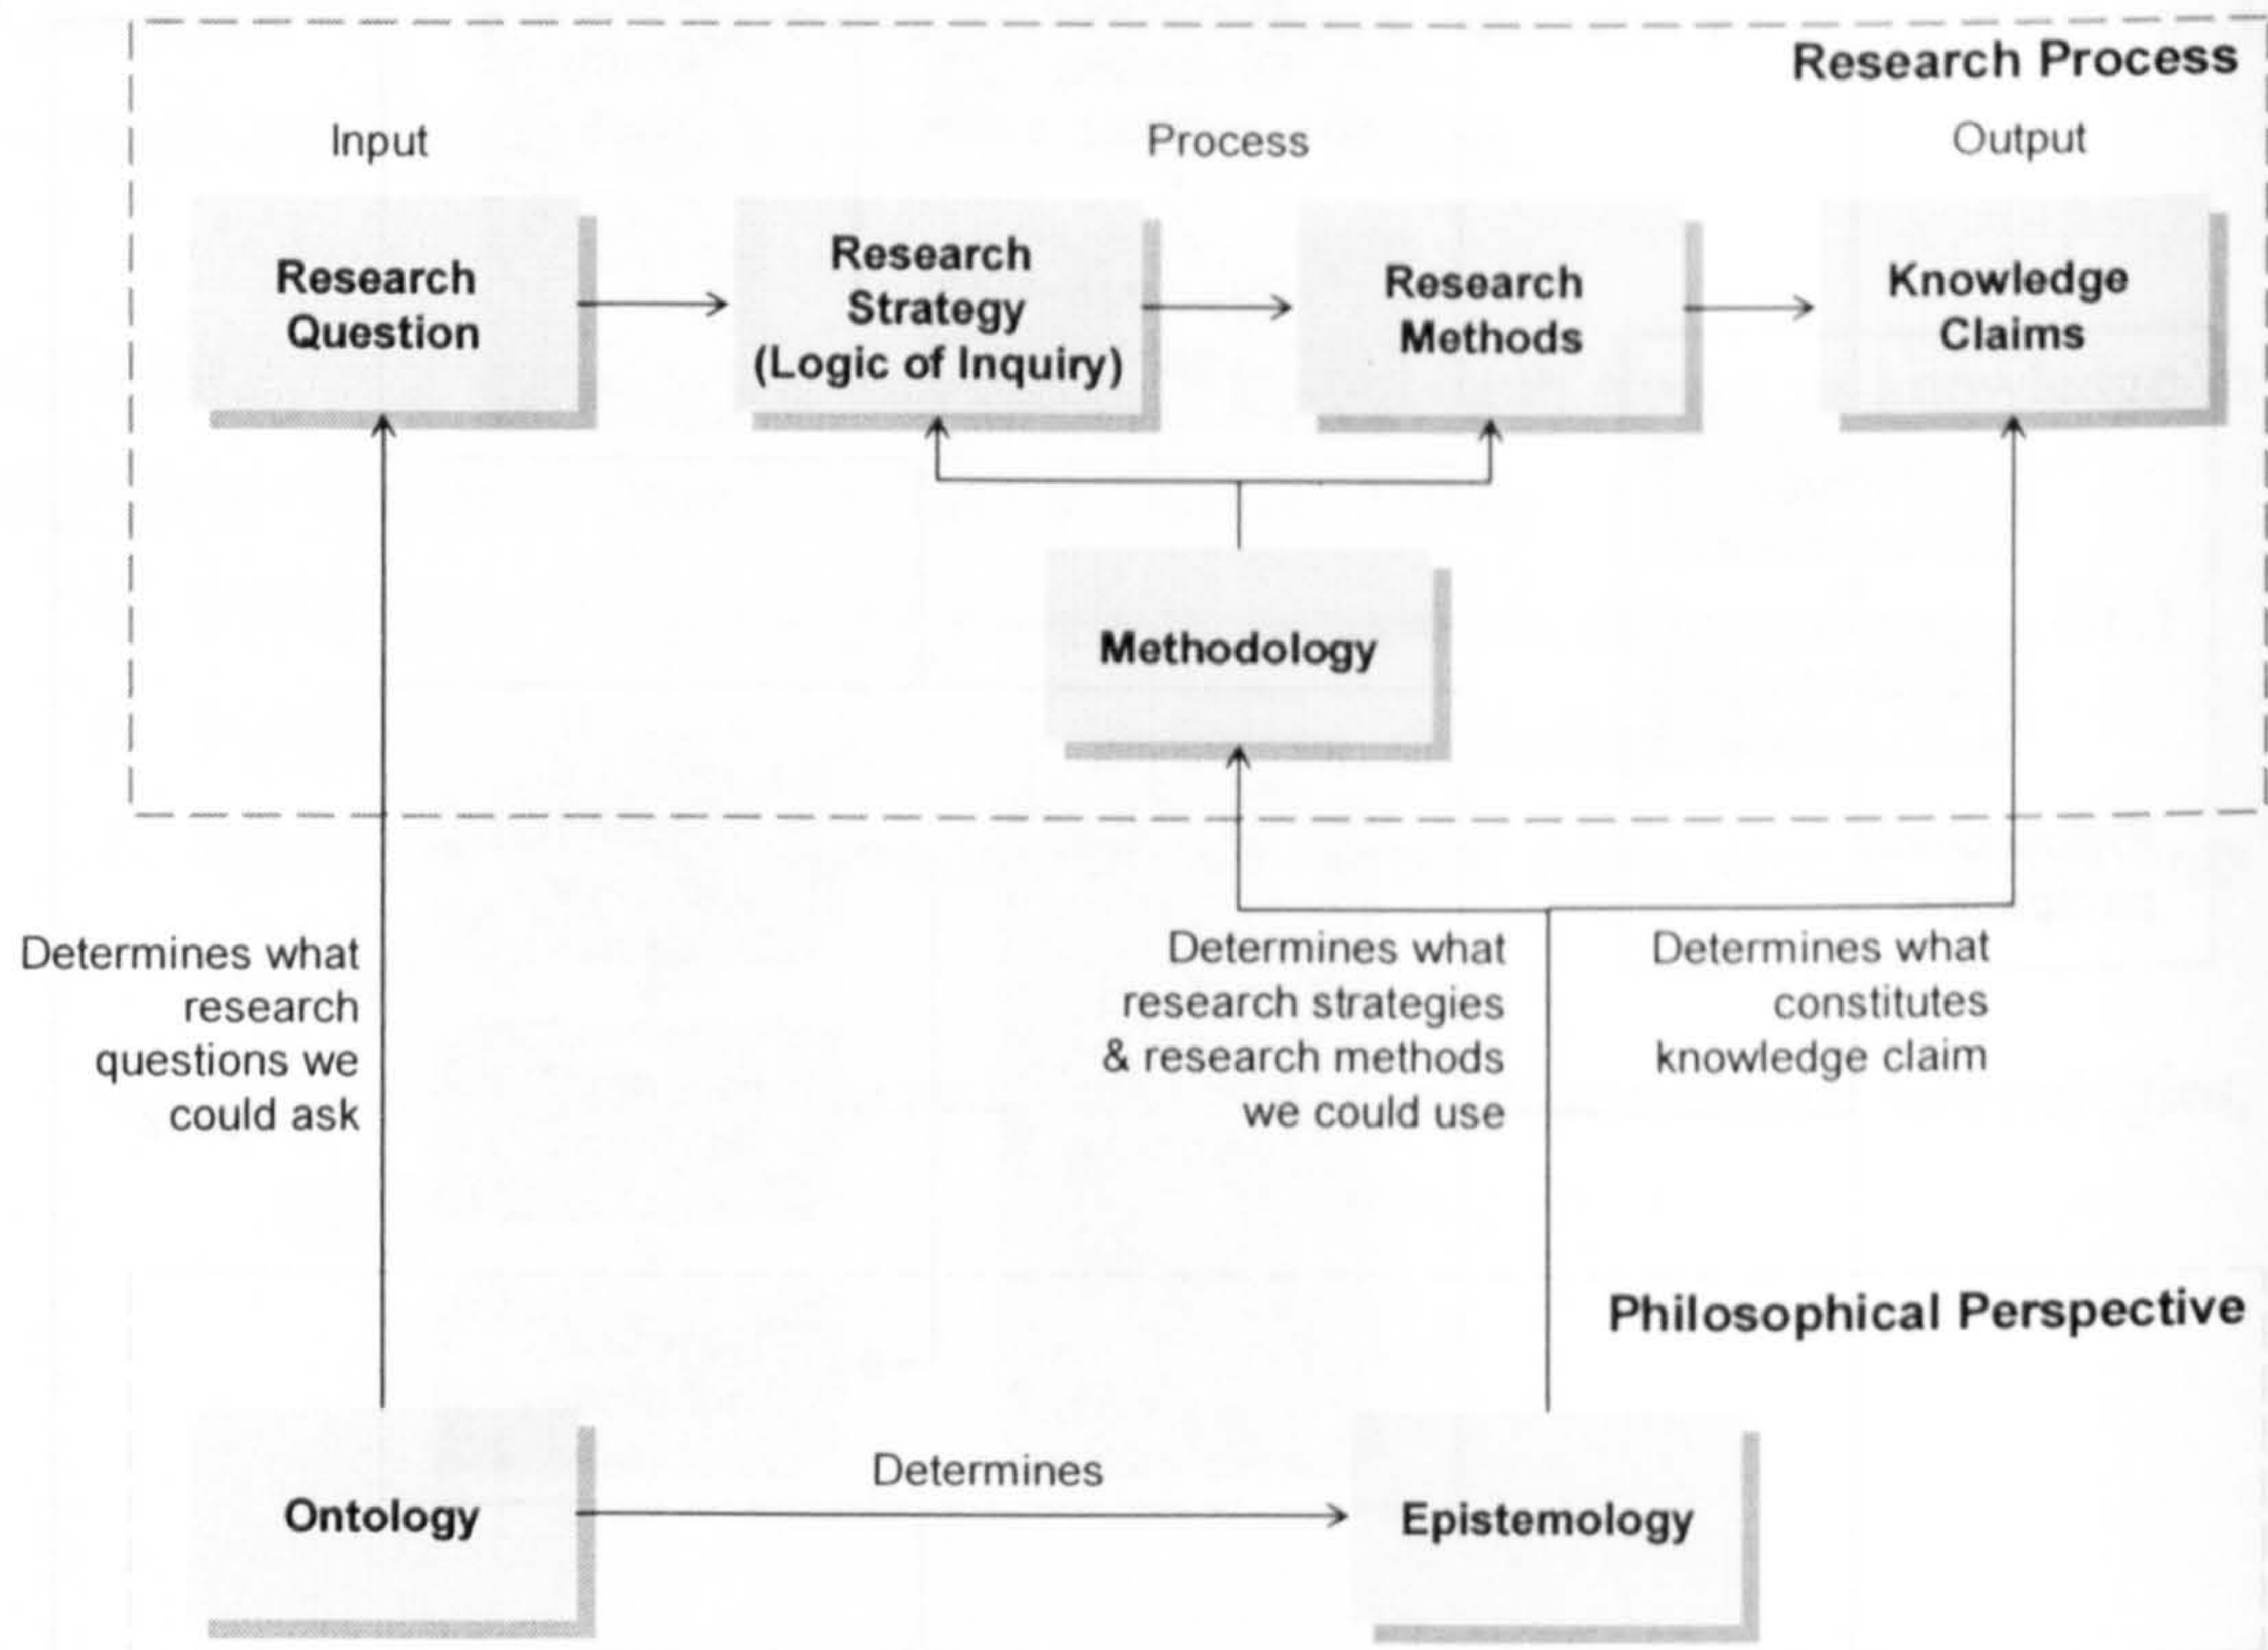 Research Process
Input
Process
Output
Research
Question
Research
Strategy
(Logic of Inquiry)
Research
Methods
Knowledge
Claims
Methodology
Determines what
research
questions we
could ask
Determines what
research strategies
& research methods
we could use
Determines what
constitutes
knowledge claim
Philosophical Perspective
Ontology
Determines
Epistemology